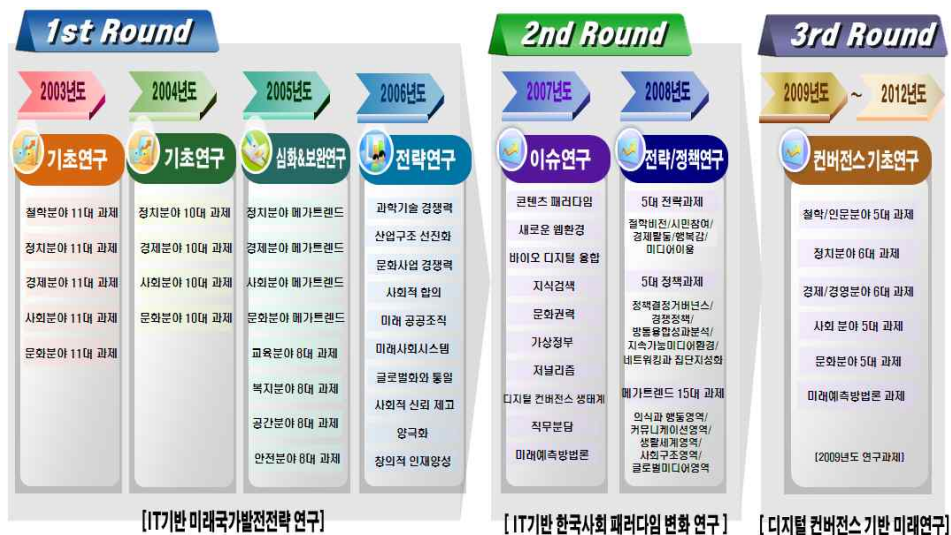 1st Round
2nd Round
3rd Round
2003년도
2004년도
2005년도
2006년도
2007년도
2008년도
2009년도 ~ 2012년도
기초연구
철학분야 11대 과제
정치분야 11대 과제
경제분야 11대 과제
사회분야 11대 과제
문화분야 11대 과제
기초연구
정치분야 10대 과제
경제분야 10대 과제
사회분야 10대 과제
문화분야 10대 과제
심화&보완연구
정치분야 메가트렌드
경제분야 메가트렌드
사회분야 메가트렌드
문화분야 메가트렌드
교육분야 8대 과제
복지분야 8대 과제
공간분야 8대 과제
안전분야 8대 과제
전략연구
과학기술 경쟁력
산업구조 선진화
문화사업 경쟁력
사회적 합의
미래 공공조직
미래사회시스템
글로벌화와 통일
사회적 신뢰 제고
양극화
창의적 인재양성
이슈연구
콘텐츠 패러다임
새로운 웹환경
바이오 디지털 융합
지식검색
문화권력
가상정부
저널리즘
디지털 컨버전스 생태계
직무분담
미래예측방법론
전략/정책연구
5대 전략과제
철학비전/시민참여/
경제활동/행복감/
미디어이용
5대 정책과제
정책결정거버넌스/
경쟁정책/
방통융합성과분석/
지속가능미디어환경/
네트워킹과 집단지성화
메가트렌드 15대 과제
의식과 행동영역/
커뮤니케이션영역/
생활세계영역/
사회구조영역/
글로벌미디어영역
컨버전스 기초연구
철학/인문분야 5대 과제
정치분야 6대 과제
경제/경영분야 6대 과제
사회 분야 5대 과제
문화분야 5대 과제
미래예측방법론 과제
[2009년도 연구과제]
[IT기반 미래국가발전전략 연구]
[ IT기반 한국사회 패러다임 변화 연구 ]
[ 디지털 컨버전스 기반 미래연구]